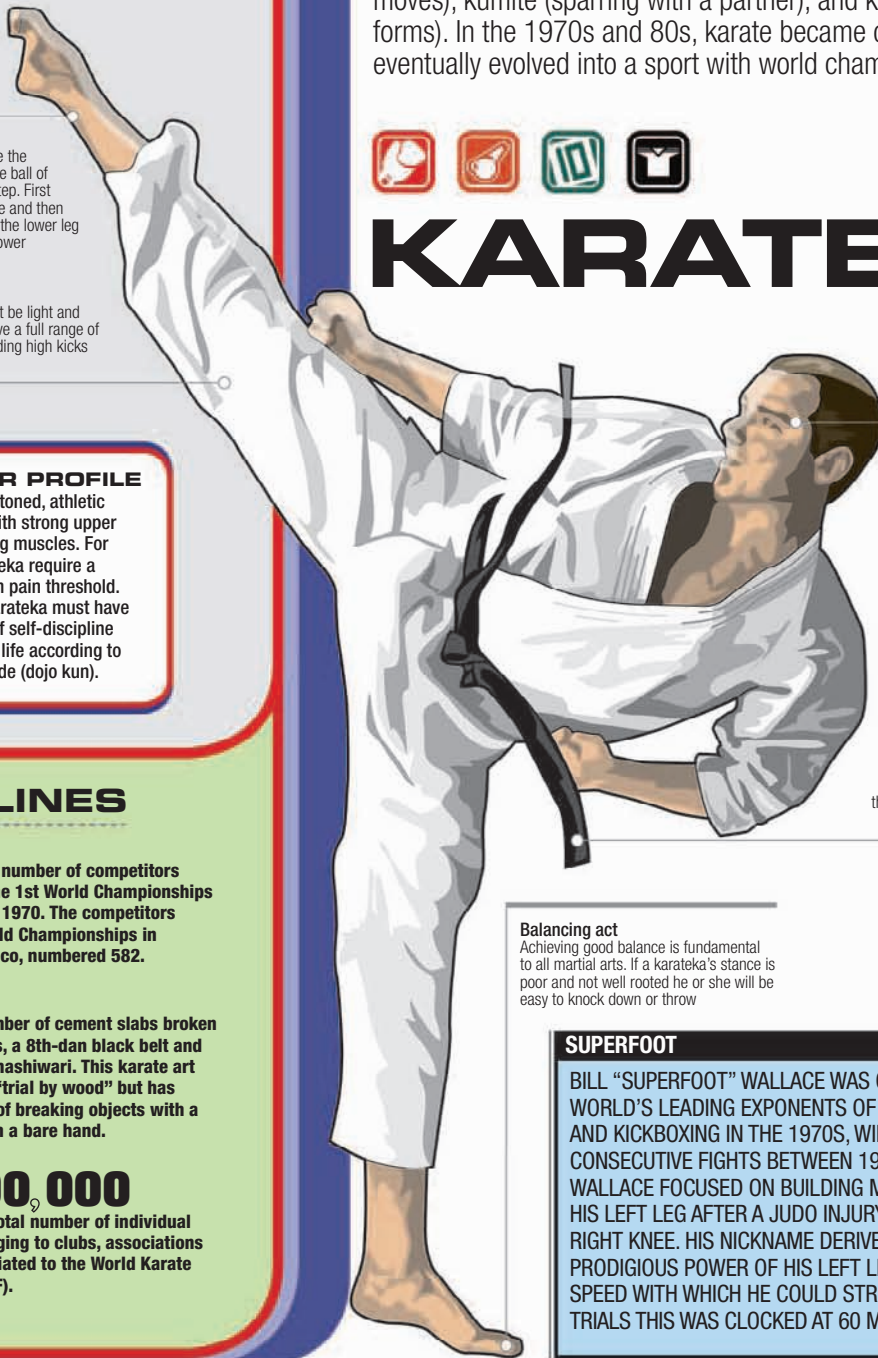 moves), kumite (sparring with a partner), and k
forms). In the 1970s and 80s, karate became
eventually evolved into a sport with world cham
KARATE
e the
e ball of
tep. First
e and then
the lower leg
ower
t be light and
ve a full range of
ding high kicks
R PROFILE
toned, athletic
ith strong upper
g muscles. For
eka require a
n pain threshold.
arateka must have
f self-discipline
life according to
de (dojo kun).
LINES
number of competitors
e 1st World Championships
1970. The competitors
ld Championships in
co, numbered 582.
mber of cement slabs broken
s, a 8th-dan black belt and
mashiwari. This karate art
“trial by wood” but has
of breaking objects with a
n a bare hand.
00,000
otal number of individual
ging to clubs, associations
iated to the World Karate
F).
th
Balancing act
Achieving good balance is fundamental
to all martial arts. If a karateka’s stance is
poor and not well rooted he or she will be
easy to knock down or throw
SUPERFOOT
BILL “SUPERFOOT” WALLACE WAS
WORLD’S LEADING EXPONENTS OF
AND KICKBOXING IN THE 1970S, WI
CONSECUTIVE FIGHTS BETWEEN 19
WALLACE FOCUSED ON BUILDING M
HIS LEFT LEG AFTER A JUDO INJURY
RIGHT KNEE. HIS NICKNAME DERIVE
PRODIGIOUS POWER OF HIS LEFT L
SPEED WITH WHICH HE COULD STR
TRIALS THIS WAS CLOCKED AT 60 M